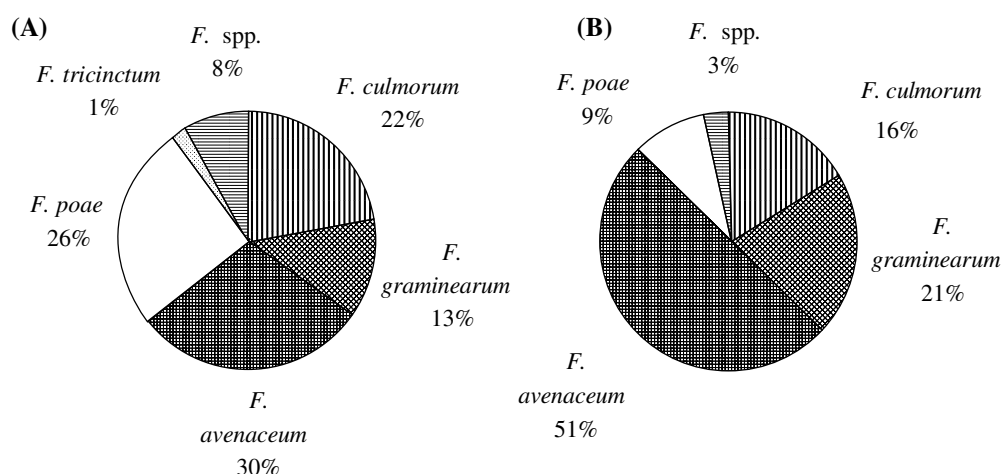 (A)
F. spp.
8%
F. tricinctum
1%
F. culmorum
22%
F. poae
26%
F.
graminearum
13%
F.
avenaceum
30%
(B)
F. spp.
3%
F. poae
9%
F. culmorum
16%
F.
graminearum
21%
F.
avenaceum
51%